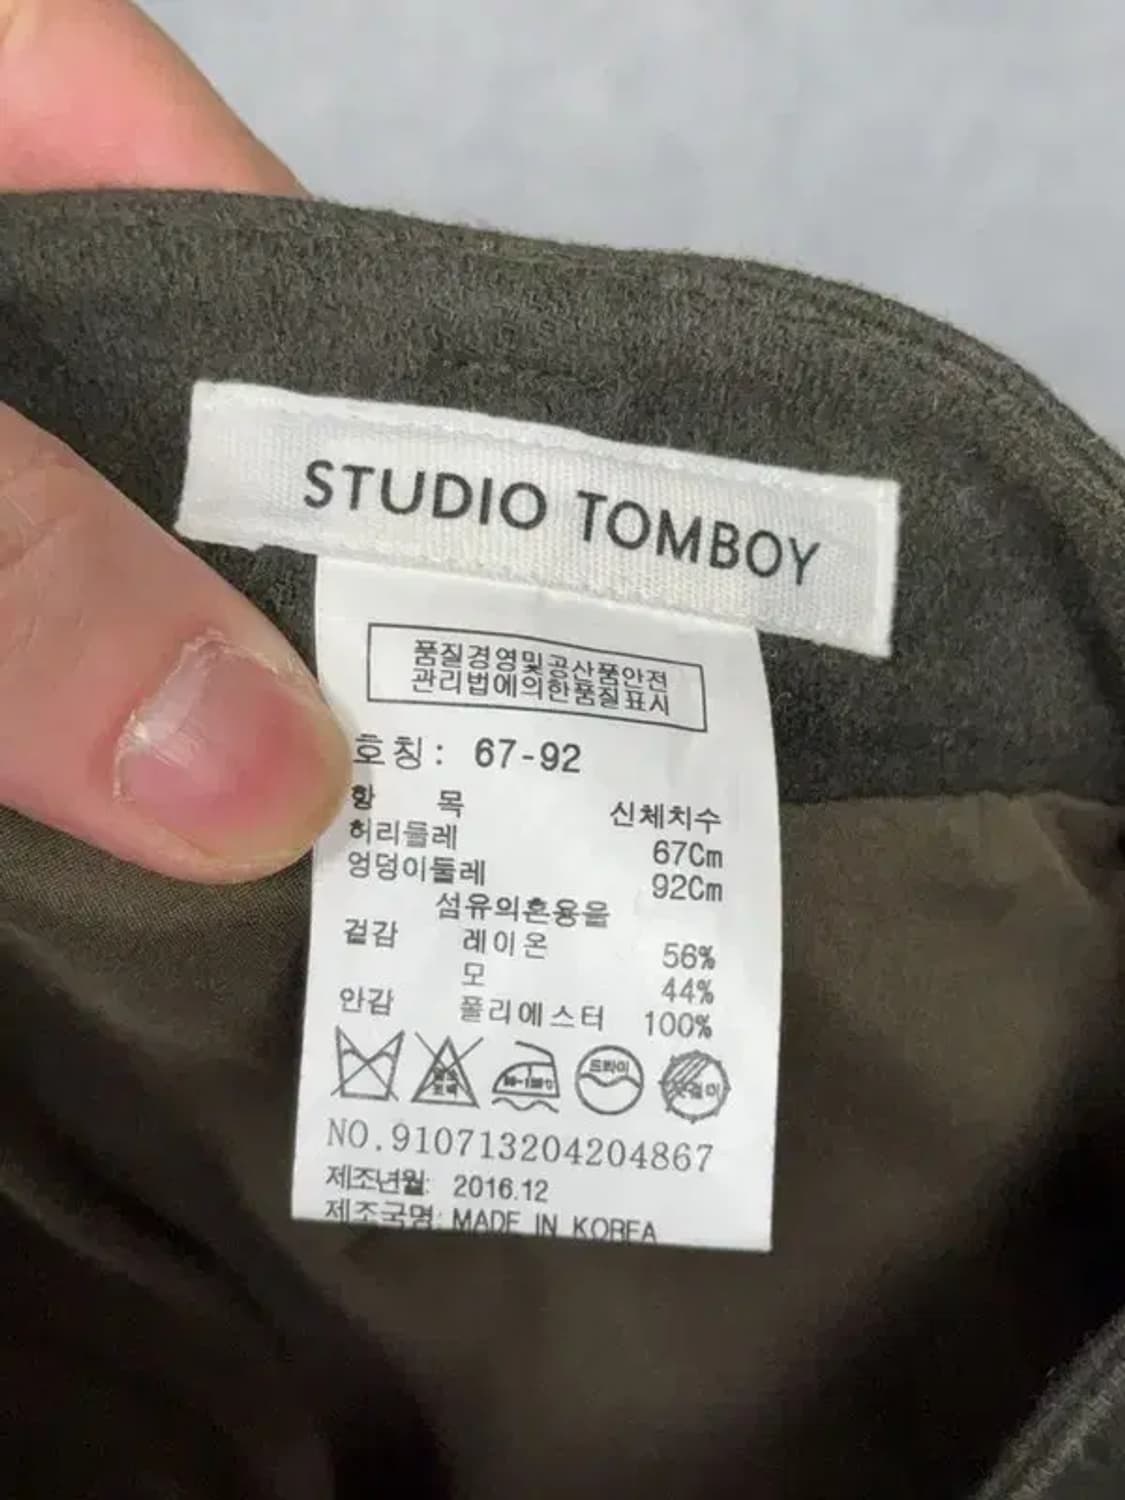 STUDIO TOMBOY
품질경영및공산품안전
관리법에의한품질표시
호칭: 67-92
항 목 신체치수
허리둘레 67Cm
엉덩이둘레 92Cm
섬유의혼용율
겉감 레이온 56%
모 44%
안감 폴리에스터 100%
드라이
NO.910713204204867
제조년월: 2016.12
제조국명: MADE IN KOREA